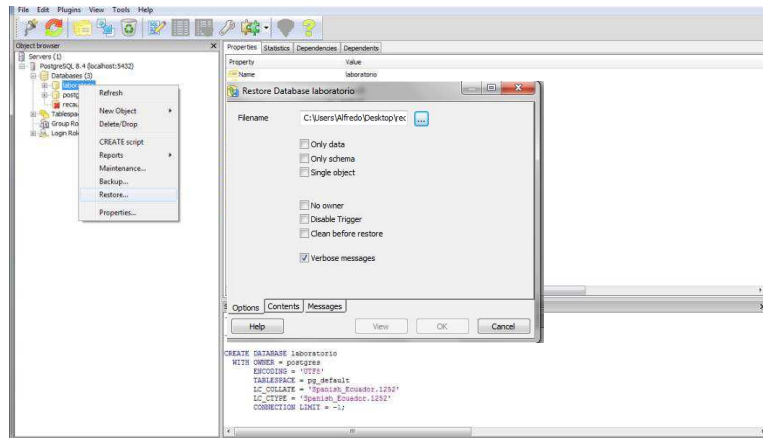 File Edit Plugins View Tools Help
Object browser
Properties Statistics Dependencies Dependents
Servers (1)
PostgreSQL 8.4 (localhost:5432)
Databases (3)
Tablespa
Group Ro
Login Rol
Refresh
New Object
Delete/Drop
CREATE script
Reports
Maintenance...
Backup...
Restore...
Properties...
Property Value
Name laboratorio
Restore Database laboratorio
Filename C:\Users\Alfredo\Desktop\rec ...
Only data
Only schema
Single object
No owner
Disable Trigger
Clean before restore
Verbose messages
Options Contents Messages
Help View OK Cancel
CREATE DATABASE laboratorio
WITH OWNER = postgres
ENCODING = 'UTF8'
TABLESPACE = pg_default
LC_COLLATE = 'Spanish_Ecuador.1252'
LC_CTYPE = 'Spanish_Ecuador.1252'
CONNECTION LIMIT = -1;